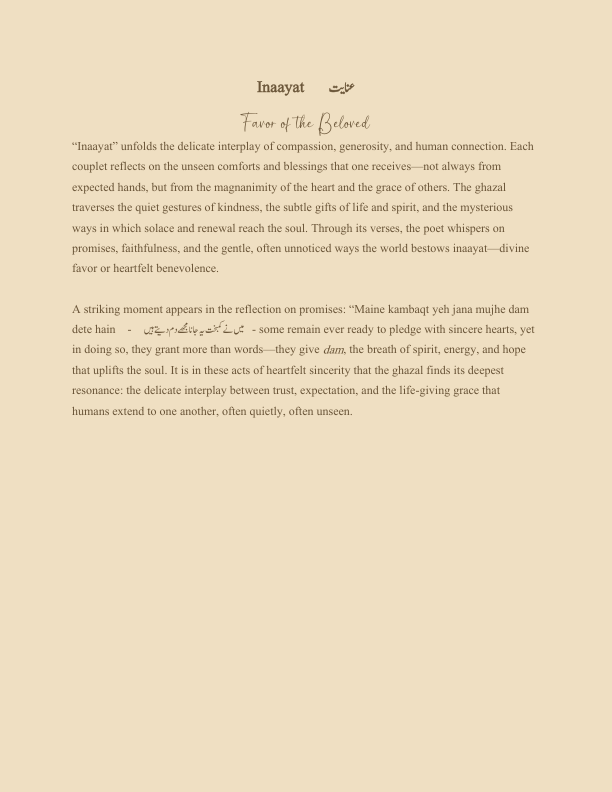 Inaayat عنایت
Favor of the Beloved
“Inaayat” unfolds the delicate interplay of compassion, generosity, and human connection. Each
couplet reflects on the unseen comforts and blessings that one receives—not always from
expected hands, but from the magnanimity of the heart and the grace of others. The ghazal
traverses the quiet gestures of kindness, the subtle gifts of life and spirit, and the mysterious
ways in which solace and renewal reach the soul. Through its verses, the poet whispers on
promises, faithfulness, and the gentle, often unnoticed ways the world bestows inaayat—divine
favor or heartfelt benevolence.
A striking moment appears in the reflection on promises: “Maine kambaqt yeh jana mujhe dam
dete hain - میں نے کمبخت یہ جانا مجھے دم دیتے ہیں - some remain ever ready to pledge with sincere hearts, yet
in doing so, they grant more than words—they give dam, the breath of spirit, energy, and hope
that uplifts the soul. It is in these acts of heartfelt sincerity that the ghazal finds its deepest
resonance: the delicate interplay between trust, expectation, and the life-giving grace that
humans extend to one another, often quietly, often unseen.